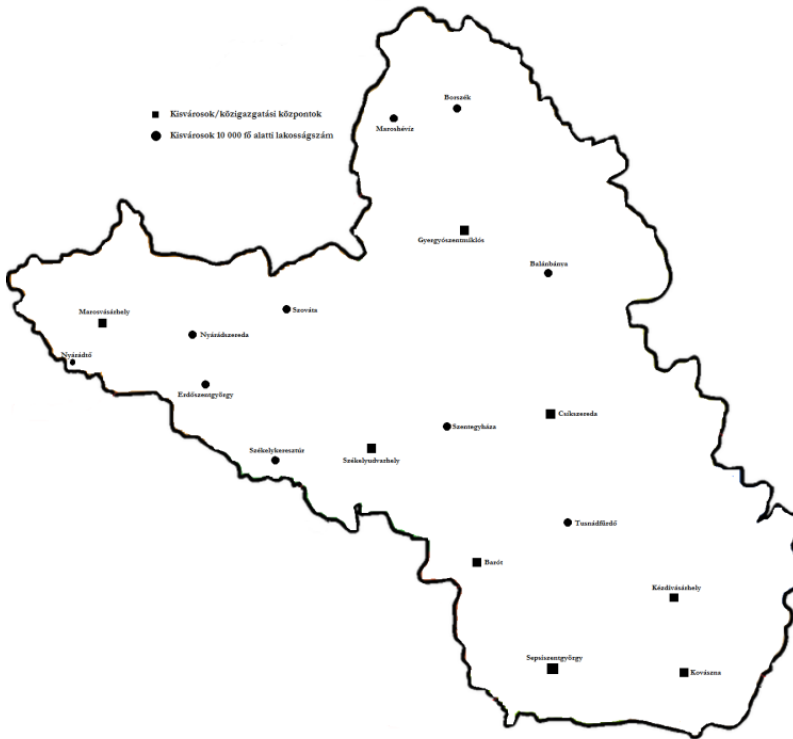 Borszék
Kisvárosok/közigazgatási központok
Maroshévíz
Kisvárosok 10 000 fő alatti lakosságszám
Gyergyószentmiklós
Balánbánya
Szováta
Marosvásárhely
Nyárádszereda
Nyárádtő
Erdőszentgyörgy
Csíkszereda
Szentegyháza
Székelykeresztúr
Székelyudvarhely
Tusnádfürdő
Barót
Kézdivásárhely
Sepsiszentgyörgy
Kovászna